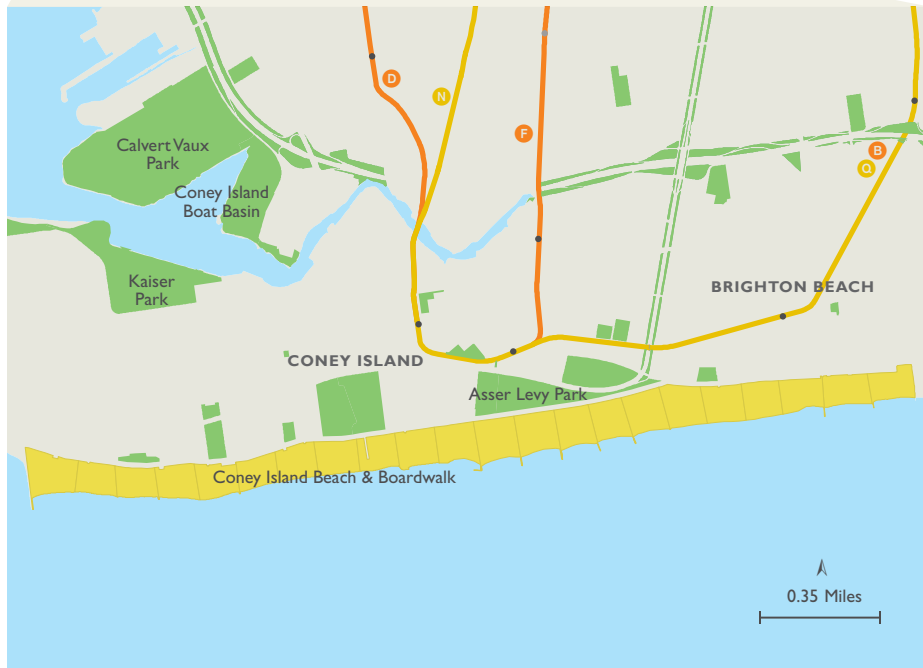 D
N
F
Calvert Vaux
Park
B
Q
Coney Island
Boat Basin
Kaiser
Park
BRIGHTON BEACH
CONEY ISLAND
Asser Levy Park
Coney Island Beach & Boardwalk
0.35 Miles